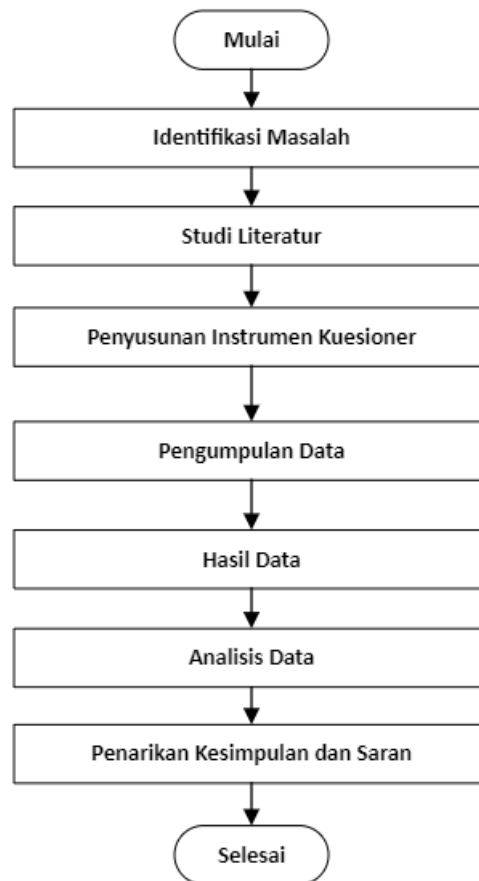 Mulai
Identifikasi Masalah
Studi Literatur
Penyusunan Instrumen Kuesioner
Pengumpulan Data
Hasil Data
Analisis Data
Penarikan Kesimpulan dan Saran
Selesai